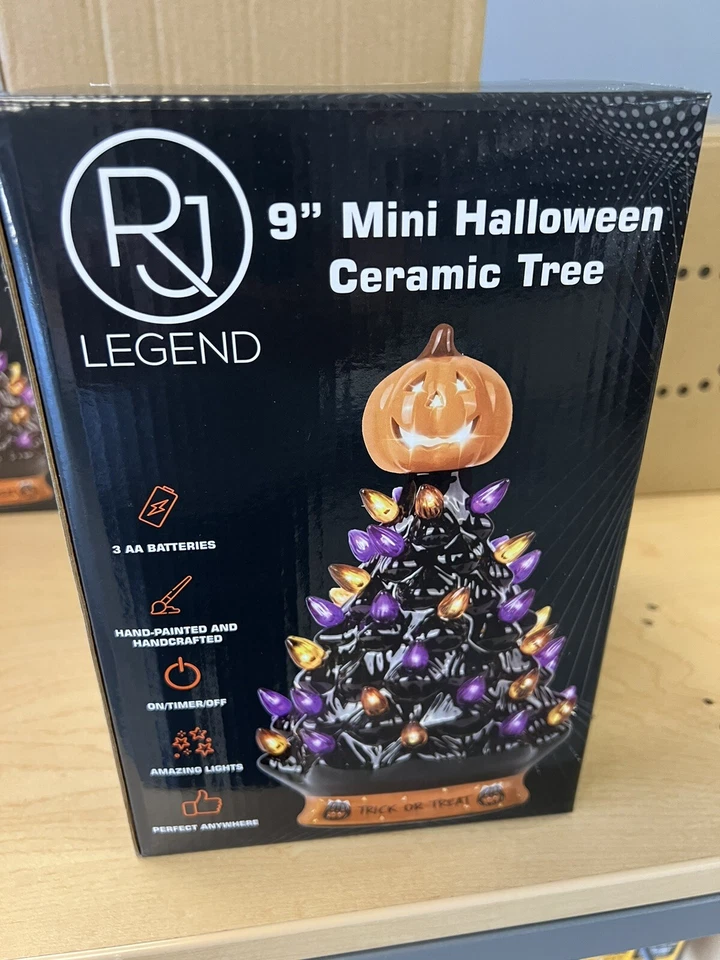 RJ
LEGEND
9” Mini Halloween
Ceramic Tree
3 AA BATTERIES
HAND-PAINTED AND
HANDCRAFTED
ON/TIMER/OFF
AMAZING LIGHTS
PERFECT ANYWHERE
TRICK OR TREAT